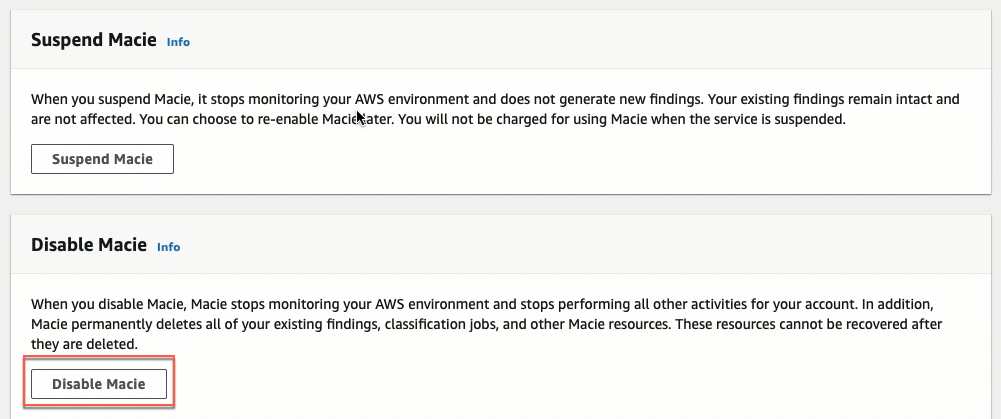 Suspend Macie Info
When you suspend Macie, it stops monitoring your AWS environment and does not generate new findings. Your existing findings remain intact and
are not affected. You can choose to re-enable Macie later. You will not be charged for using Macie when the service is suspended.
Suspend Macie
Disable Macie Info
When you disable Macie, Macie stops monitoring your AWS environment and stops performing all other activities for your account. In addition,
Macie permanently deletes all of your existing findings, classification jobs, and other Macie resources. These resources cannot be recovered after
they are deleted.
Disable Macie